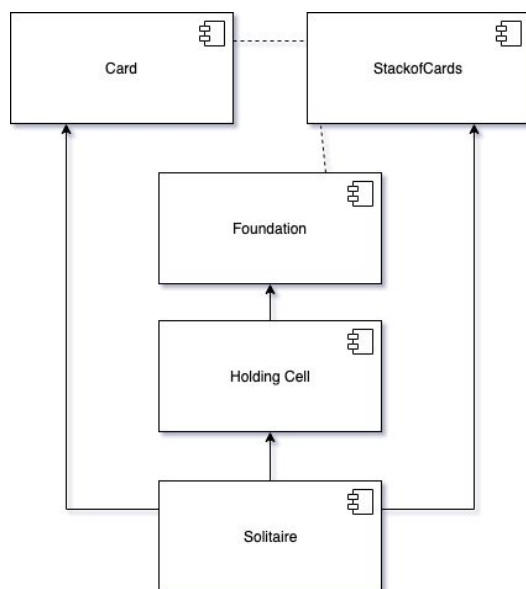 Card
StackofCards
Foundation
Holding Cell
Solitaire